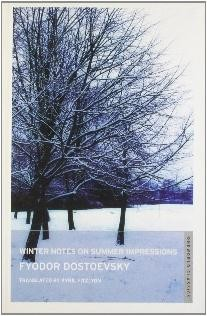 WINTER NOTES ON SUMMER IMPRESSIONS
FYODOR DOSTOEVSKY
TRANSLATED BY KYRIL FITZLYON